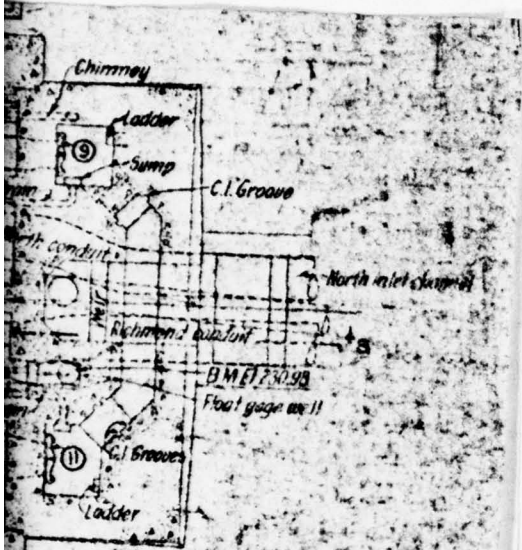 Chimney
Ladder
9
Sump
C.I. Groove
conduit
North inlet channel
Well
Richmond conduit
B
B.M. El. 230.98
Float gage well
C.I. Grooves
11
Ladder